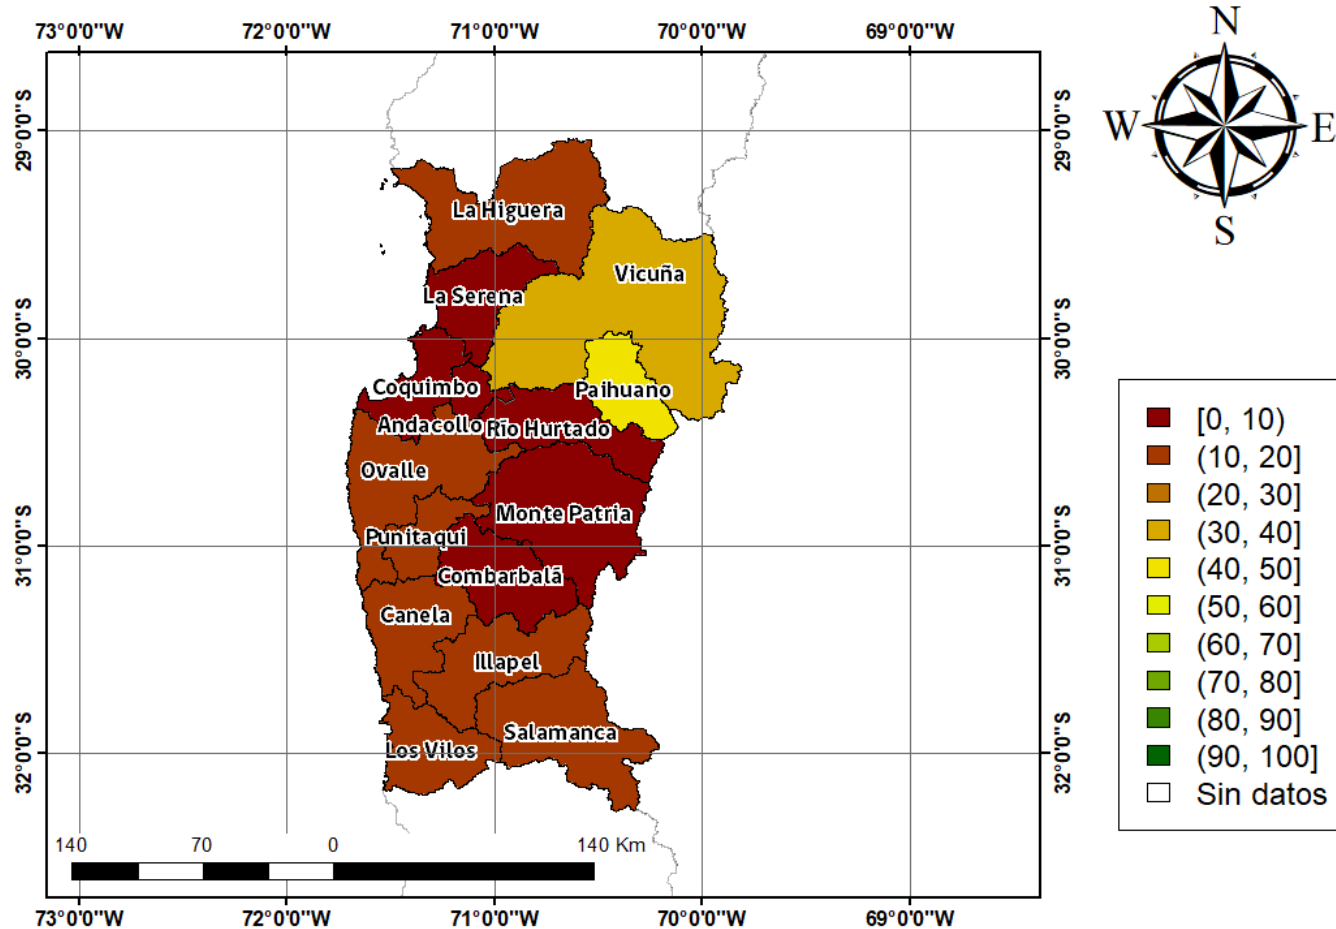 73°0'0"W 72°0'0"W 71°0'0"W 70°0'0"W 69°0'0"W
N
W E
S
29°0'0"S 29°0'0"S
La Higuera
Vicuña
La Serena
30°0'0"S 30°0'0"S
Coquimbo Paihuano
Andacollo Río Hurtado
Ovalle
Monte Patria
Punitaqui
31°0'0"S 31°0'0"S
Combarbalã
Canela
Illapel
Salamanca
Los Vilos
32°0'0"S 32°0'0"S
[0, 10)
(10, 20]
(20, 30]
(30, 40]
(40, 50]
(50, 60]
(60, 70]
(70, 80]
(80, 90]
(90, 100]
Sin datos
140 70 0 140 Km
73°0'0"W 72°0'0"W 71°0'0"W 70°0'0"W 69°0'0"W